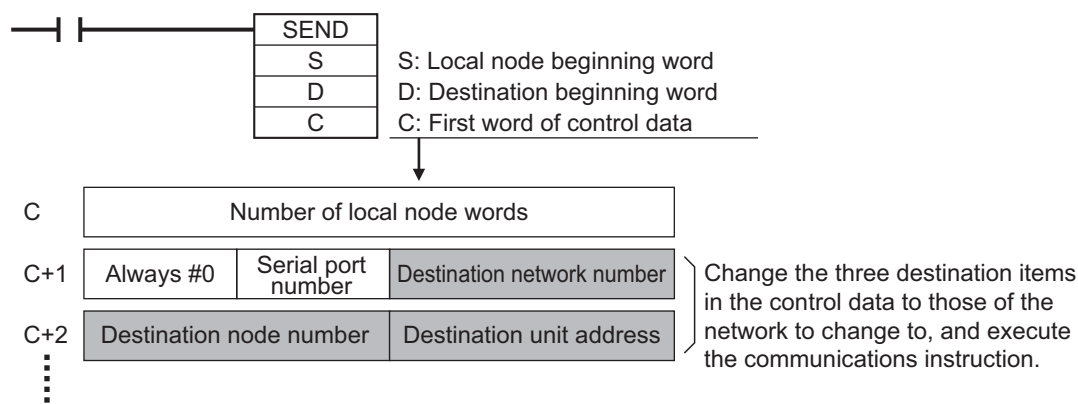 SEND
S
S: Local node beginning word
D
D: Destination beginning word
C
C: First word of control data
C
Number of local node words
C+1
Always #0
Serial port
number
Destination network number
C+2
Destination node number
Destination unit address
Change the three destination items
in the control data to those of the
network to change to, and execute
the communications instruction.